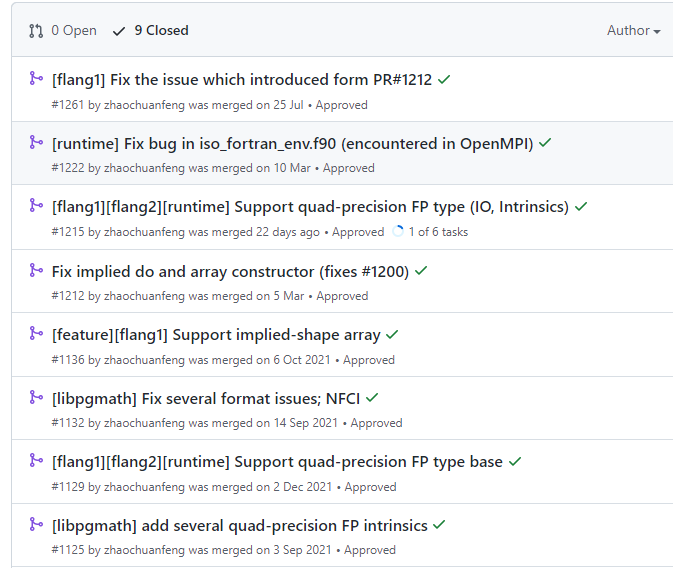 0 Open 9 Closed Author
[flang1] Fix the issue which introduced form PR#1212
#1261 by zhaochuanfeng was merged on 25 Jul • Approved
[runtime] Fix bug in iso_fortran_env.f90 (encountered in OpenMPI)
#1222 by zhaochuanfeng was merged on 10 Mar • Approved
[flang1][flang2][runtime] Support quad-precision FP type (IO, Intrinsics)
#1215 by zhaochuanfeng was merged 22 days ago • Approved 1 of 6 tasks
Fix implied do and array constructor (fixes #1200)
#1212 by zhaochuanfeng was merged on 5 Mar • Approved
[feature][flang1] Support implied-shape array
#1136 by zhaochuanfeng was merged on 6 Oct 2021 • Approved
[libpgmath] Fix several format issues; NFCI
#1132 by zhaochuanfeng was merged on 14 Sep 2021 • Approved
[flang1][flang2][runtime] Support quad-precision FP type base
#1129 by zhaochuanfeng was merged on 2 Dec 2021 • Approved
[libpgmath] add several quad-precision FP intrinsics
#1125 by zhaochuanfeng was merged on 3 Sep 2021 • Approved